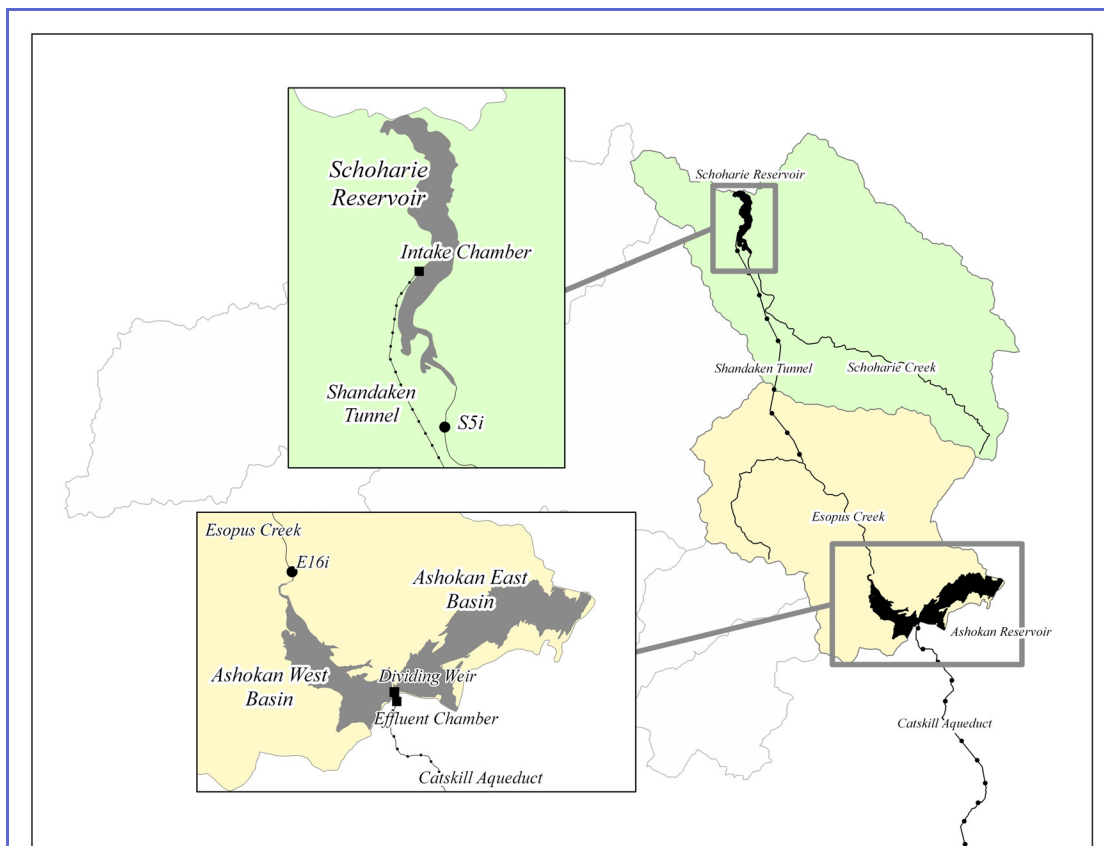 Schoharie Reservoir
Schoharie
Reservoir
Intake Chamber
Shandaken
Tunnel
S5i
Shandaken Tunnel
Schoharie Creek
Esopus Creek
Esopus Creek
E16i
Ashokan East
Basin
Ashokan West
Basin
Dividing Weir
Effluent Chamber
Catskill Aqueduct
Ashokan Reservoir
Catskill Aqueduct